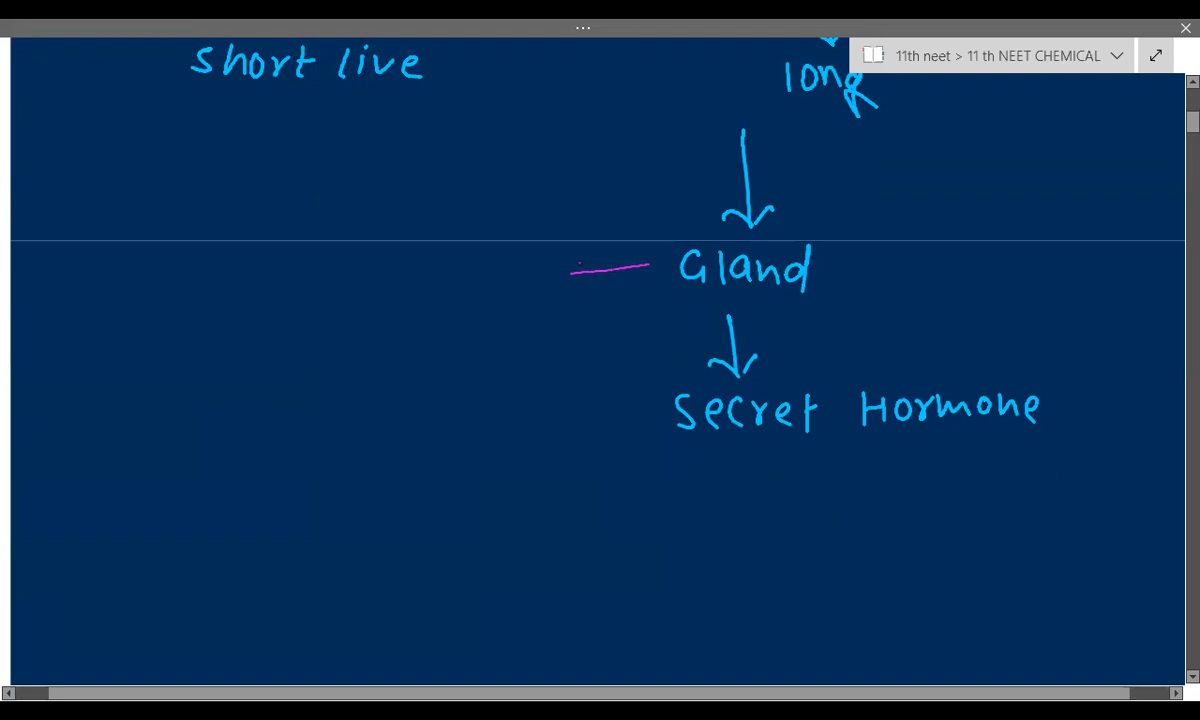 11th neet > 11 th NEET CHEMICAL
short live
long
Gland
Secret Hormone